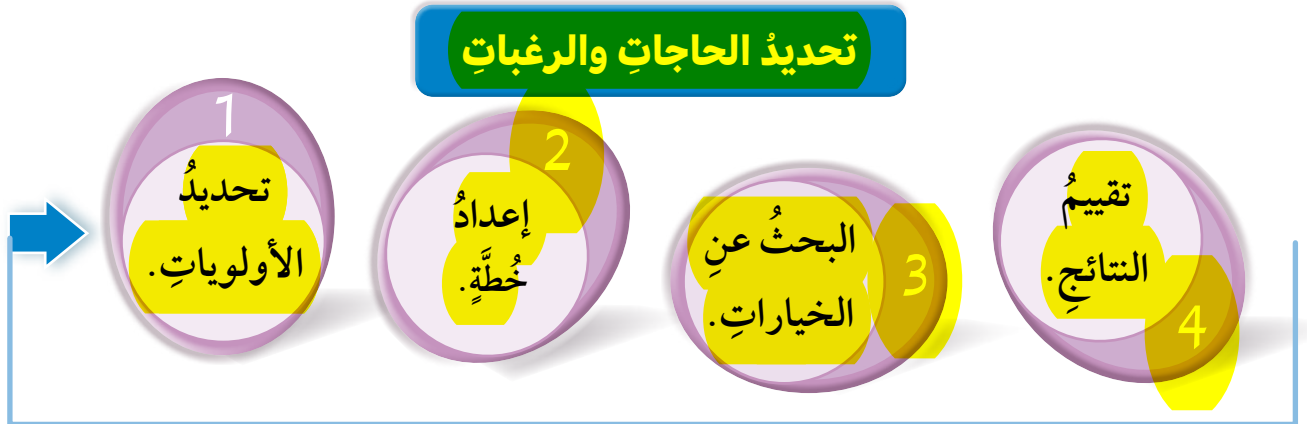 تحديدُ الحاجاتِ والرغباتِ
1
تحديدُ
الأولوياتِ.
2
إعدادُ
خُطَّةٍ.
3
البحثُ عنِ
الخياراتِ.
4
تقييمُ
النتائجِ.